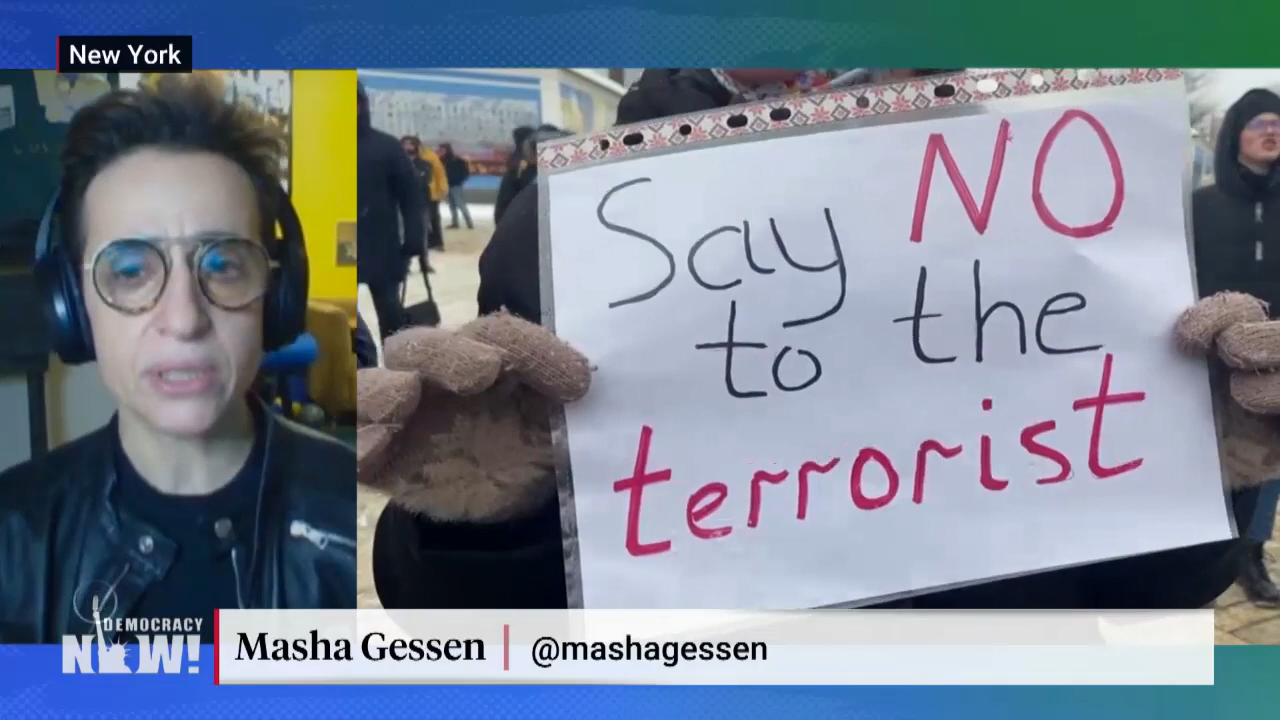 New York
Say NO
to the
terrorist
DEMOCRACY
NOW!
Masha Gessen | @mashagessen